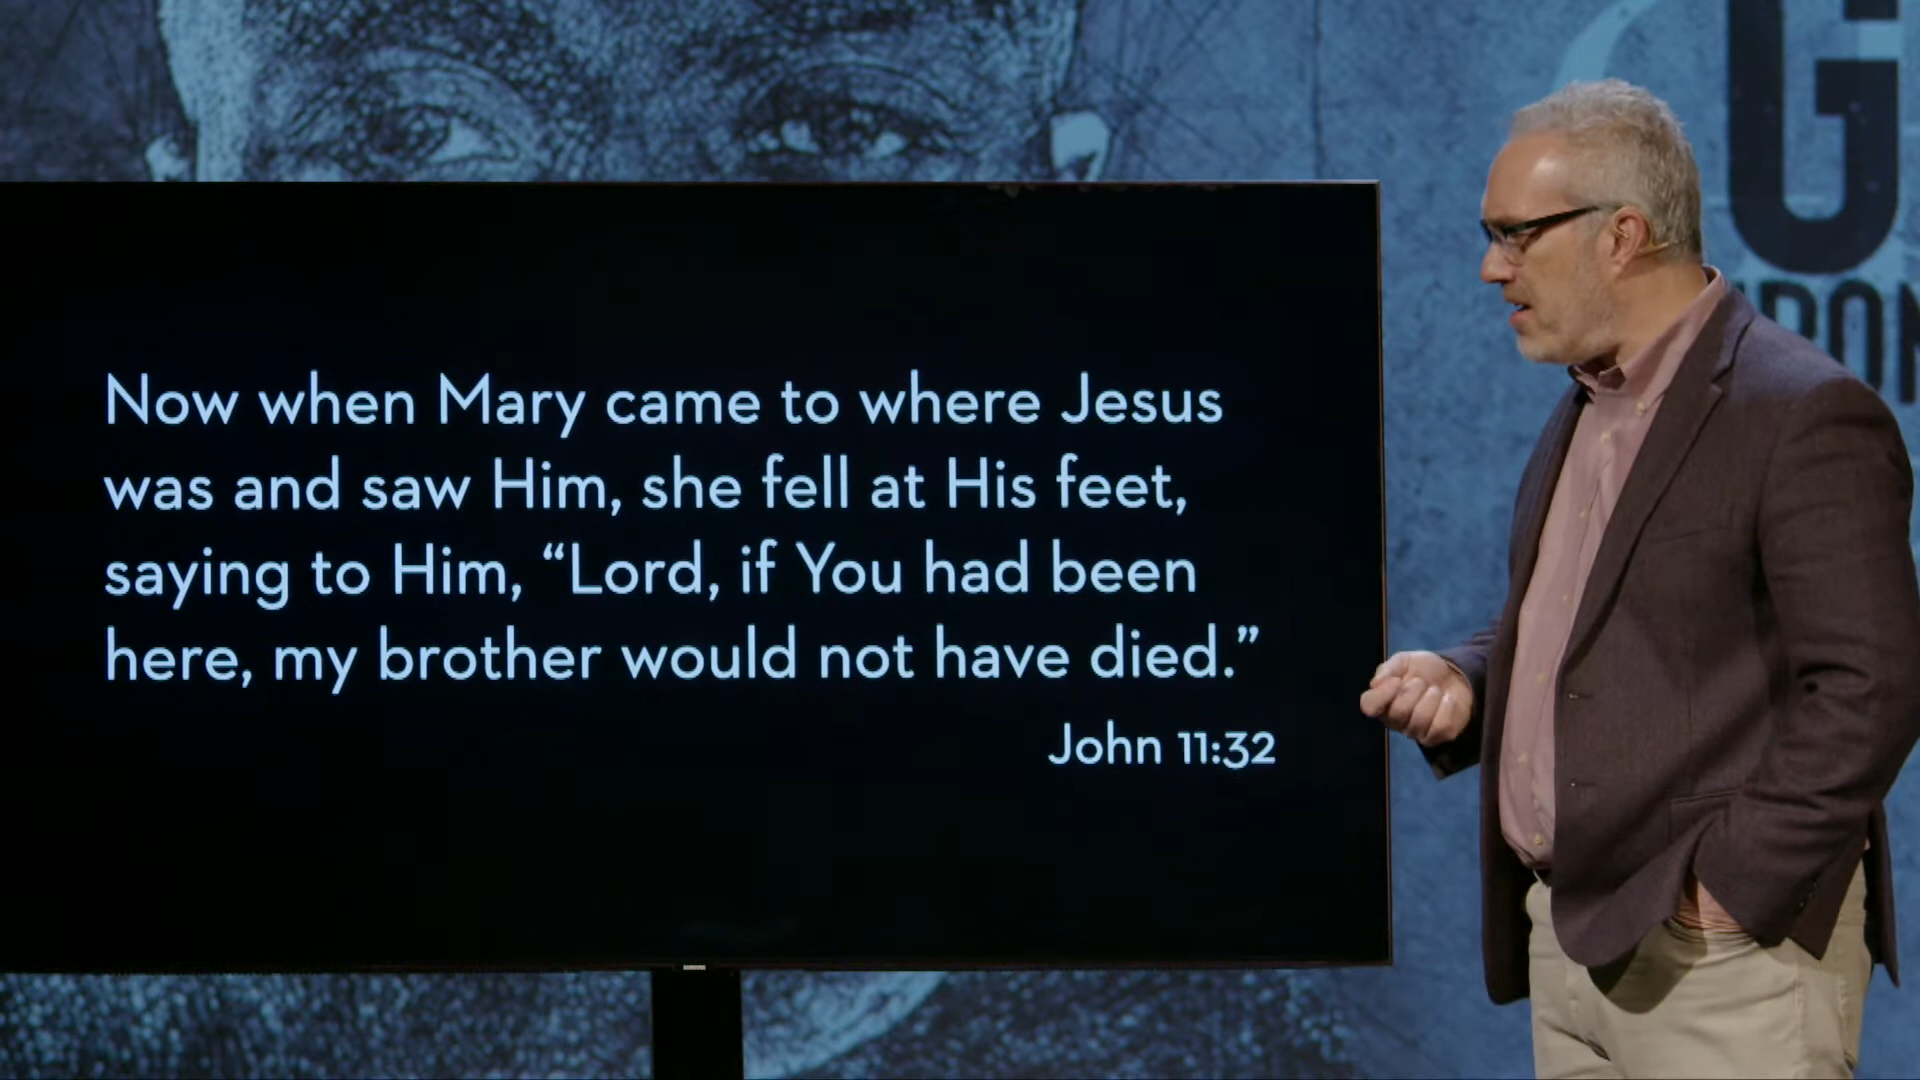 Now when Mary came to where Jesus
was and saw Him, she fell at His feet,
saying to Him, “Lord, if You had been
here, my brother would not have died.”
John 11:32
SAMSUNG
G